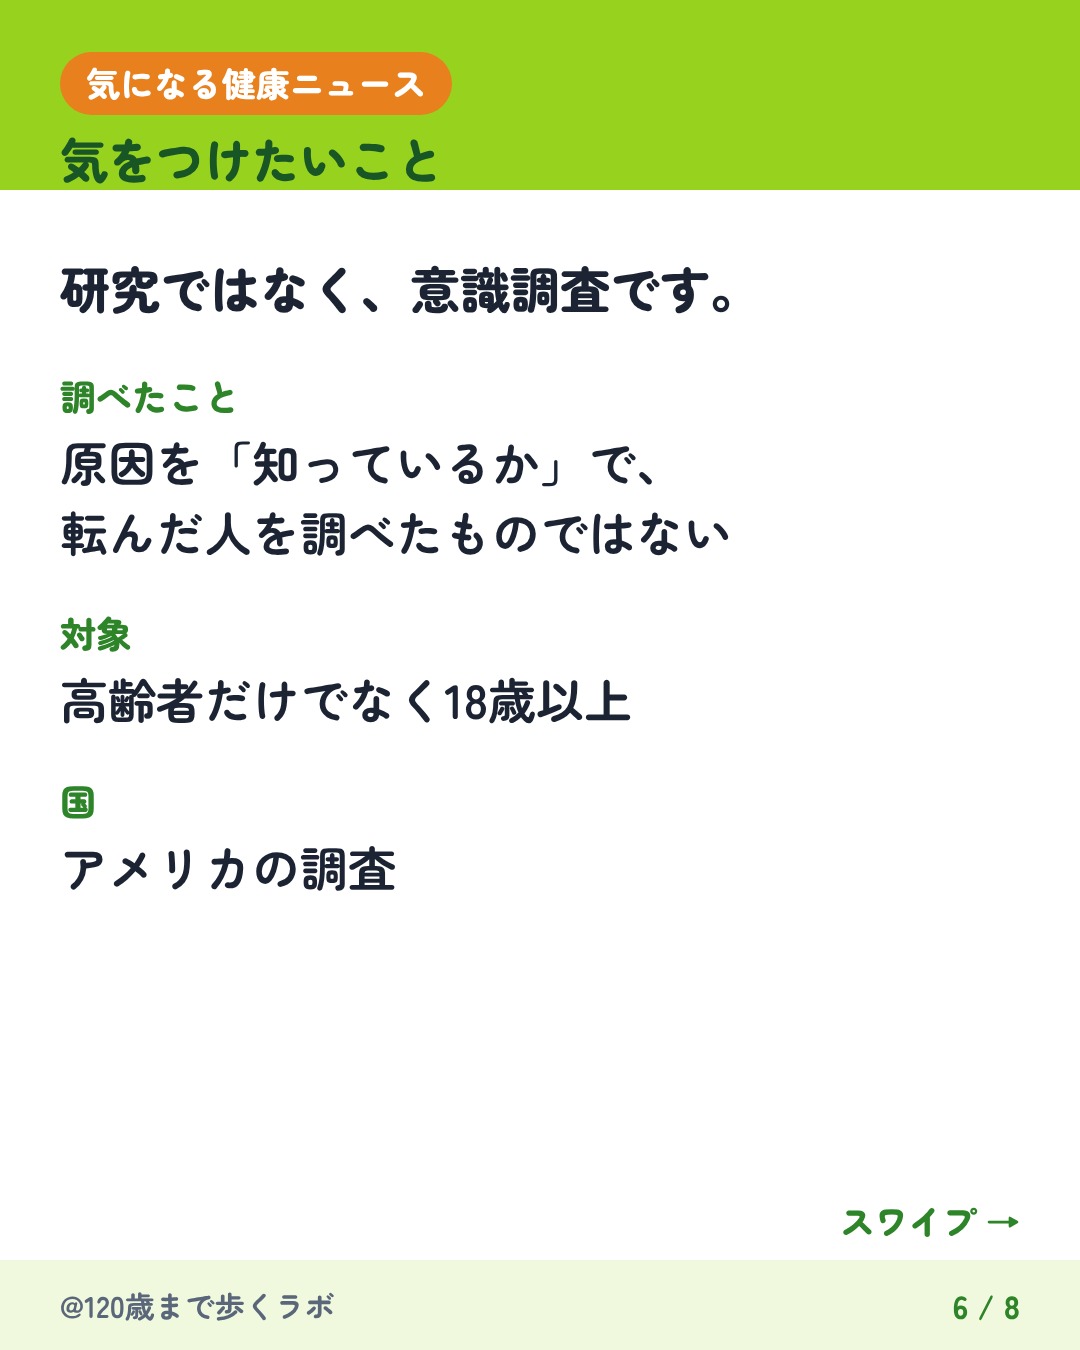 気になる健康ニュース
気をつけたいこと
研究ではなく、意識調査です。
調べたこと
原因を「知っているか」で、
転んだ人を調べたものではない
対象
高齢者だけでなく18歳以上
国
アメリカの調査
スワイプ →
@120歳まで歩くラボ
6 / 8